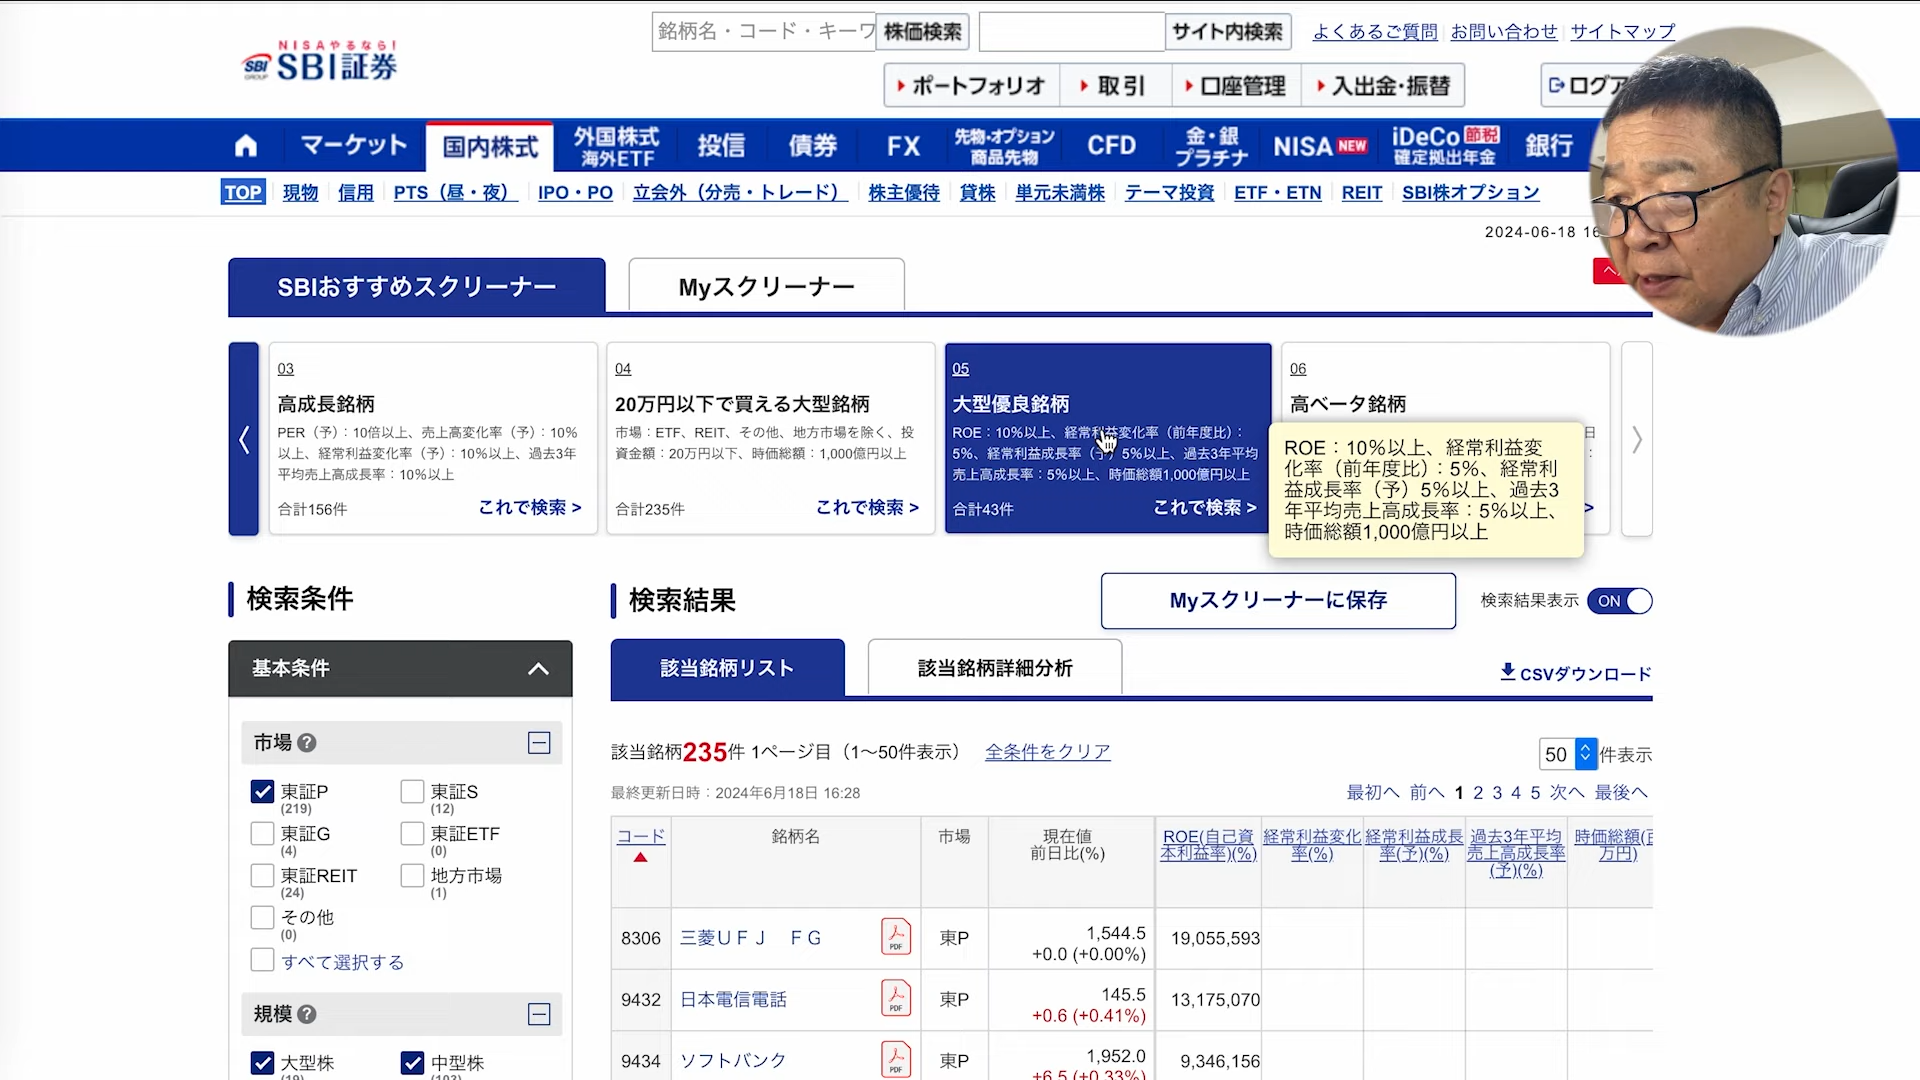 銘柄名・コード・キーワ 株価検索 サイト内検索 よくあるご質問 お問い合わせ サイトマップ
NISAやるなら!
SBI GROUP SBI証券
ポートフォリオ 取引 口座管理 入出金・振替 ログア
マーケット 国内株式 外国株式 海外ETF 投信 債券 FX 先物・オプション 商品先物 CFD 金・銀 プラチナ NISA NEW iDeCo 節税 確定拠出年金 銀行
TOP 現物 信用 PTS（昼・夜） IPO・PO 立会外（分売・トレード） 株主優待 貸株 単元未満株 テーマ投資 ETF・ETN REIT SBI株オプション
2024-06-18 16
SBIおすすめスクリーナー Myスクリーナー
03
高成長銘柄
PER（予）：10倍以上、売上高変化率（予）：10%
以上、経常利益変化率（予）：10%以上、過去3年
平均売上高成長率：10%以上
合計156件 これで検索 >
04
20万円以下で買える大型銘柄
市場：ETF、REIT、その他、地方市場を除く、投
資金額：20万円以下、時価総額：1,000億円以上
合計235件 これで検索 >
05
大型優良銘柄
ROE：10%以上、経常利益変化率（前年度比）：
5%、経常利益成長率（予）5%以上、過去3年平均
売上高成長率：5%以上、時価総額1,000億円以上
合計43件 これで検索 >
06
高ベータ銘柄
ROE：10%以上、経常利益変
化率（前年度比）：5%、経常利
益成長率（予）5%以上、過去3
年平均売上高成長率：5%以上、
時価総額1,000億円以上
検索条件
検索結果 Myスクリーナーに保存 検索結果表示 ON
基本条件
該当銘柄リスト 該当銘柄詳細分析 CSVダウンロード
市場 ?
東証P (219) 東証S (12)
東証G (4) 東証ETF (0)
東証REIT (24) 地方市場 (1)
その他 (0)
すべて選択する
規模 ?
大型株 中型株
該当銘柄235件 1ページ目（1〜50件表示） 全条件をクリア 50 件表示
最終更新日時：2024年6月18日 16:28 最初へ 前へ 1 2 3 4 5 次へ 最後へ
コード 銘柄名 市場 現在値 前日比(%) ROE(自己資本利益率)(%) 経常利益変化率(%) 経常利益成長率(予)(%) 過去3年平均売上高成長率(予)(%) 時価総額(百万円)
8306 三菱ＵＦＪ　ＦＧ PDF 東P 1,544.5 +0.0 (+0.00%) 19,055,593
9432 日本電信電話 PDF 東P 145.5 +0.6 (+0.41%) 13,175,070
9434 ソフトバンク PDF 東P 1,952.0 +6.5 (+0.33%) 9,346,156